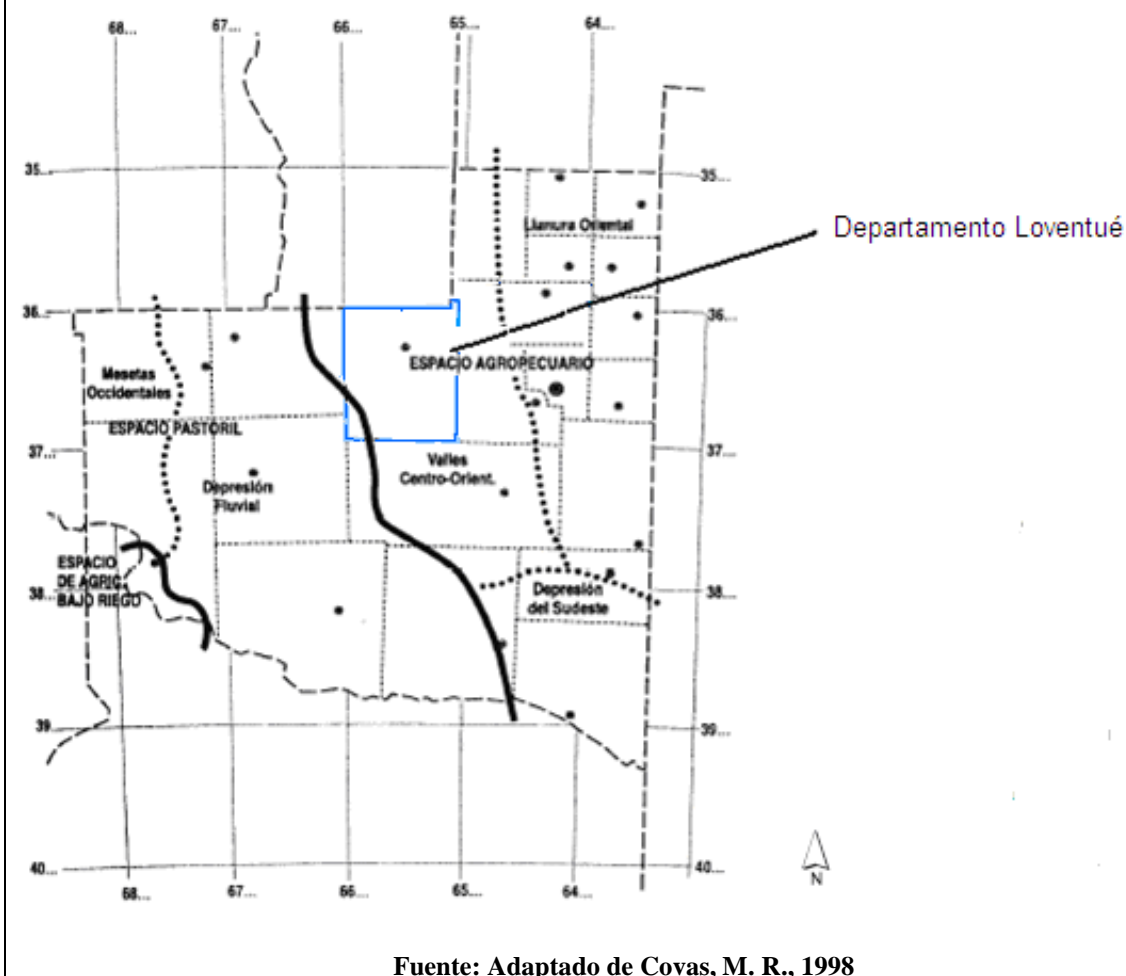 68...
67...
66...
65...
64...
35...
35...
Llanura Oriental
Departamento Loventué
36...
36...
ESPACIO AGROPECUARIO
Mesetas
Occidentales
ESPACIO PASTORIL
37...
37...
Valles
Centro-Orient.
Depresión
Fluvial
ESPACIO
DE AGRIC.
BAJO RIEGO
38...
38...
Depresión
del Sudeste
39...
39...
40...
40...
68...
67...
66...
65...
64...
N
Fuente: Adaptado de Covas, M. R., 1998